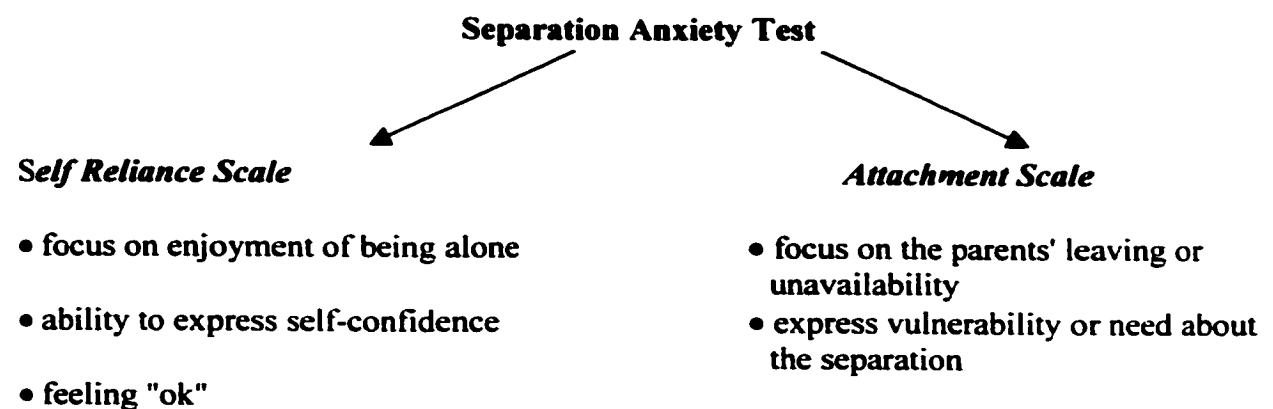 Separation Anxiety Test
Self Reliance Scale
• focus on enjoyment of being alone
• ability to express self-confidence
• feeling "ok"
Attachment Scale
• focus on the parents' leaving or
unavailability
• express vulnerability or need about
the separation